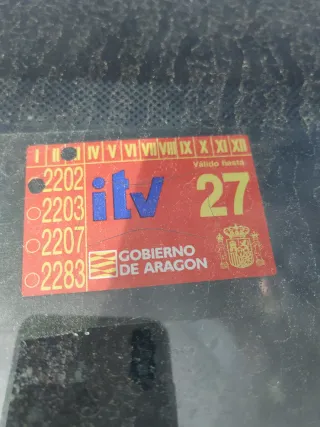 I II III IV V VI VII VIII IX X XI XII
Válido hasta
2202
itv
27
2203
2207
2283
GOBIERNO
DE ARAGON